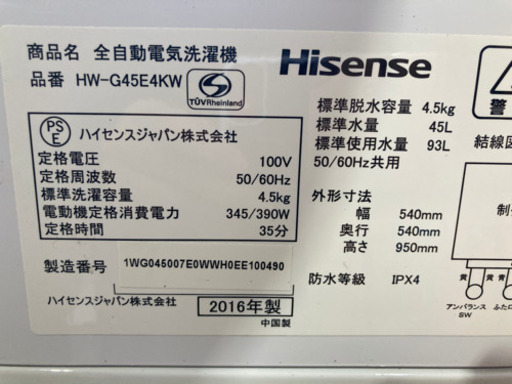 商品名 全自動電気洗濯機
品番 HW-G45E4KW
TÜVRheinland
PS
E
ハイセンスジャパン株式会社
定格電圧 100V
定格周波数 50/60Hz
標準洗濯容量 4.5kg
電動機定格消費電力 345/390W
定格時間 35分
製造番号 1WG045007E0WWH0EE100490
ハイセンスジャパン株式会社 2016年製
中国製
Hisense
標準脱水容量 4.5kg
標準水量 45L
標準使用水量 93L
50/60Hz共用
外形寸法
幅 540mm
奥行 540mm
高さ 950mm
防水等級 IPX4
警
結線図
制
黄 黄 黄
アンバランス
SW
ふた